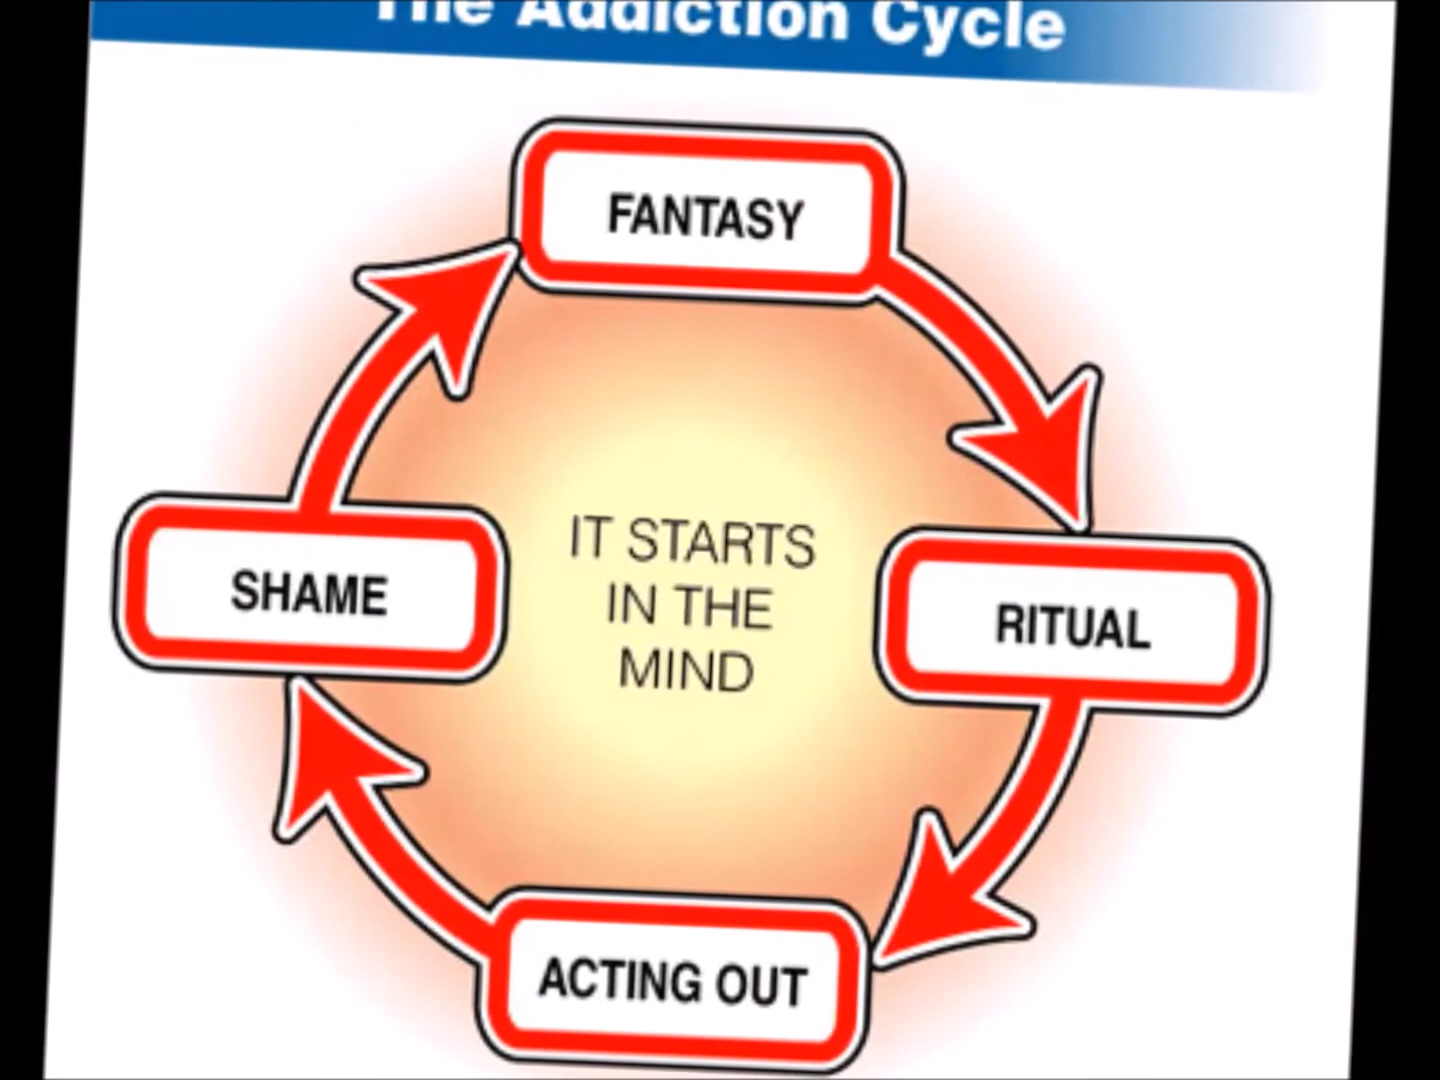 The Addiction Cycle
FANTASY
RITUAL
ACTING OUT
SHAME
IT STARTS
IN THE
MIND